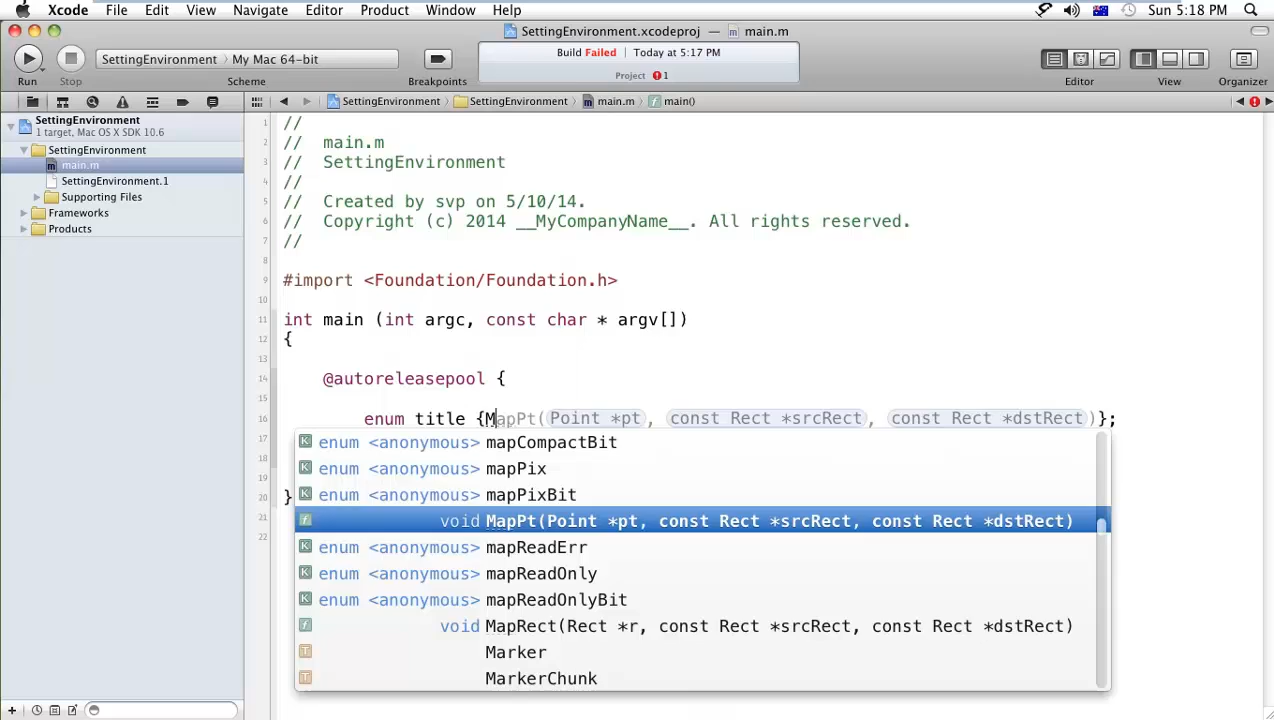 Xcode File Edit View Navigate Editor Product Window Help Sun 5:18 PM
SettingEnvironment.xcodeproj — main.m
SettingEnvironment › My Mac 64-bit
Build Failed | Today at 5:17 PM
Project 1
Run Stop Scheme Breakpoints Editor View Organizer
SettingEnvironment › SettingEnvironment › main.m › main()
SettingEnvironment
1 target, Mac OS X SDK 10.6
SettingEnvironment
main.m
SettingEnvironment.1
Supporting Files
Frameworks
Products
1 //
2 // main.m
3 // SettingEnvironment
4 //
5 // Created by svp on 5/10/14.
6 // Copyright (c) 2014 __MyCompanyName__. All rights reserved.
7 //
8
9 #import <Foundation/Foundation.h>
10
11 int main (int argc, const char * argv[])
12 {
13
14 @autoreleasepool {
15
16 enum title {MapPt(Point *pt, const Rect *srcRect, const Rect *dstRect)};
17
18
19
20 }
21
22
enum <anonymous> mapCompactBit
enum <anonymous> mapPix
enum <anonymous> mapPixBit
void MapPt(Point *pt, const Rect *srcRect, const Rect *dstRect)
enum <anonymous> mapReadErr
enum <anonymous> mapReadOnly
enum <anonymous> mapReadOnlyBit
void MapRect(Rect *r, const Rect *srcRect, const Rect *dstRect)
Marker
MarkerChunk